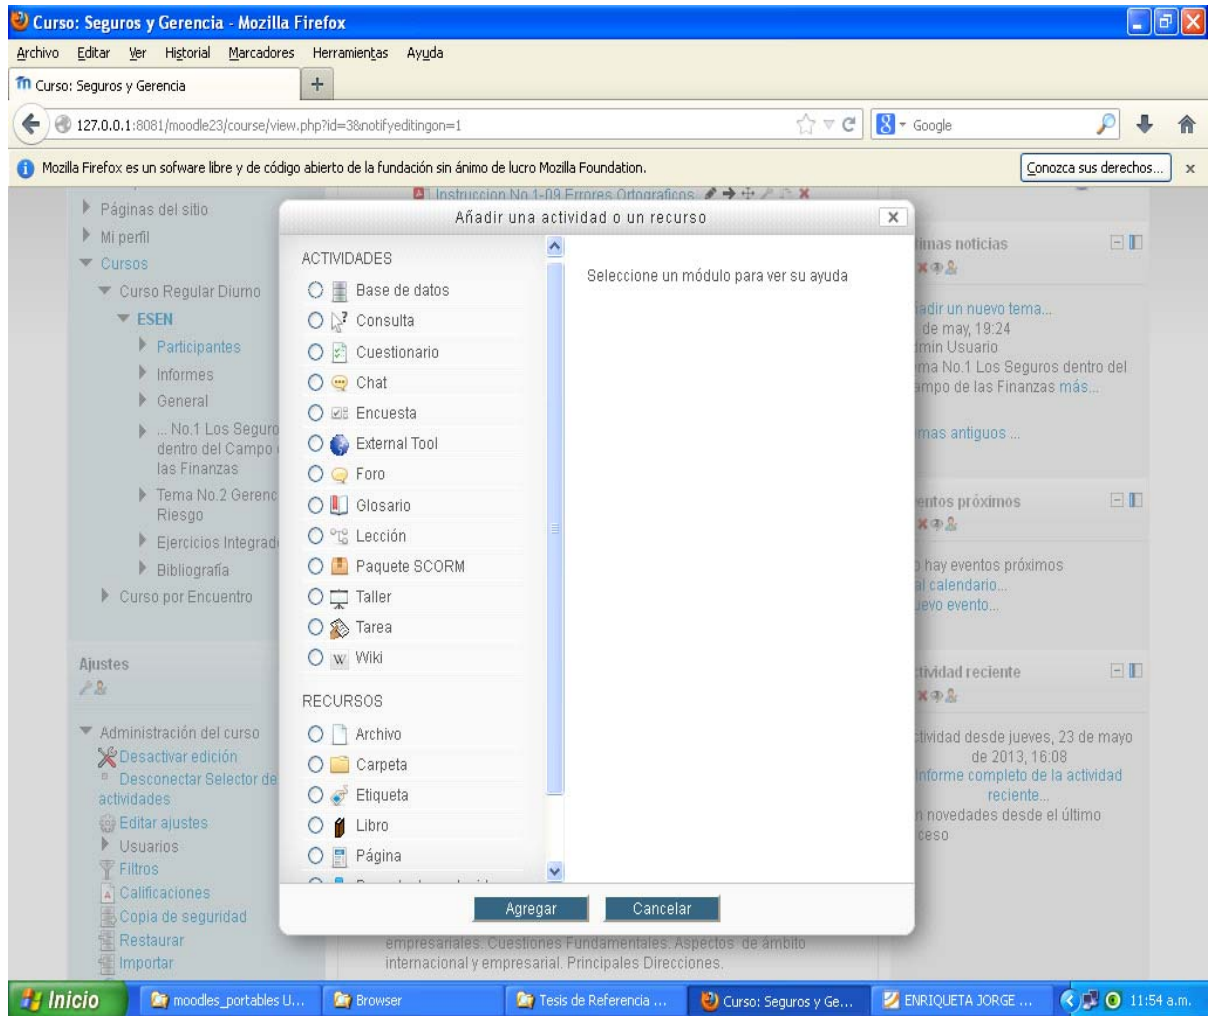 Curso: Seguros y Gerencia - Mozilla Firefox
Archivo Editar Ver Historial Marcadores Herramientas Ayuda
Curso: Seguros y Gerencia +
127.0.0.1:8081/moodle23/course/view.php?id=3&notifyeditingon=1
Google
Mozilla Firefox es un sofware libre y de código abierto de la fundación sin ánimo de lucro Mozilla Foundation.
Conozca sus derechos... x
Instruccion No.1-09 Errores Ortograficos
Páginas del sitio
Mi perfil
Cursos
Curso Regular Diurno
ESEN
Participantes
Informes
General
... No.1 Los Seguro
dentro del Campo
las Finanzas
Tema No.2 Gerenc
Riesgo
Ejercicios Integrad
Bibliografía
Curso por Encuentro
Ajustes
Administración del curso
Desactivar edición
Desconectar Selector de
actividades
Editar ajustes
Usuarios
Filtros
Calificaciones
Copia de seguridad
Restaurar
Importar
Añadir una actividad o un recurso
ACTIVIDADES
Base de datos
Consulta
Cuestionario
Chat
Encuesta
External Tool
Foro
Glosario
Lección
Paquete SCORM
Taller
Tarea
Wiki
RECURSOS
Archivo
Carpeta
Etiqueta
Libro
Página
Seleccione un módulo para ver su ayuda
Agregar Cancelar
empresariales. Cuestiones Fundamentales. Aspectos de ámbito
internacional y empresarial. Principales Direcciones.
timas noticias
adir un nuevo tema...
de may, 19:24
dmin Usuario
ma No.1 Los Seguros dentro del
ampo de las Finanzas más...
mas antiguos ...
entos próximos
o hay eventos próximos
al calendario...
uevo evento...
ctividad reciente
ctividad desde jueves, 23 de mayo
de 2013, 16:08
nforme completo de la actividad
reciente...
n novedades desde el último
ceso
Inicio moodles_portables U... Browser Tesis de Referencia ... Curso: Seguros y Ge... ENRIQUETA JORGE ... 11:54 a.m.